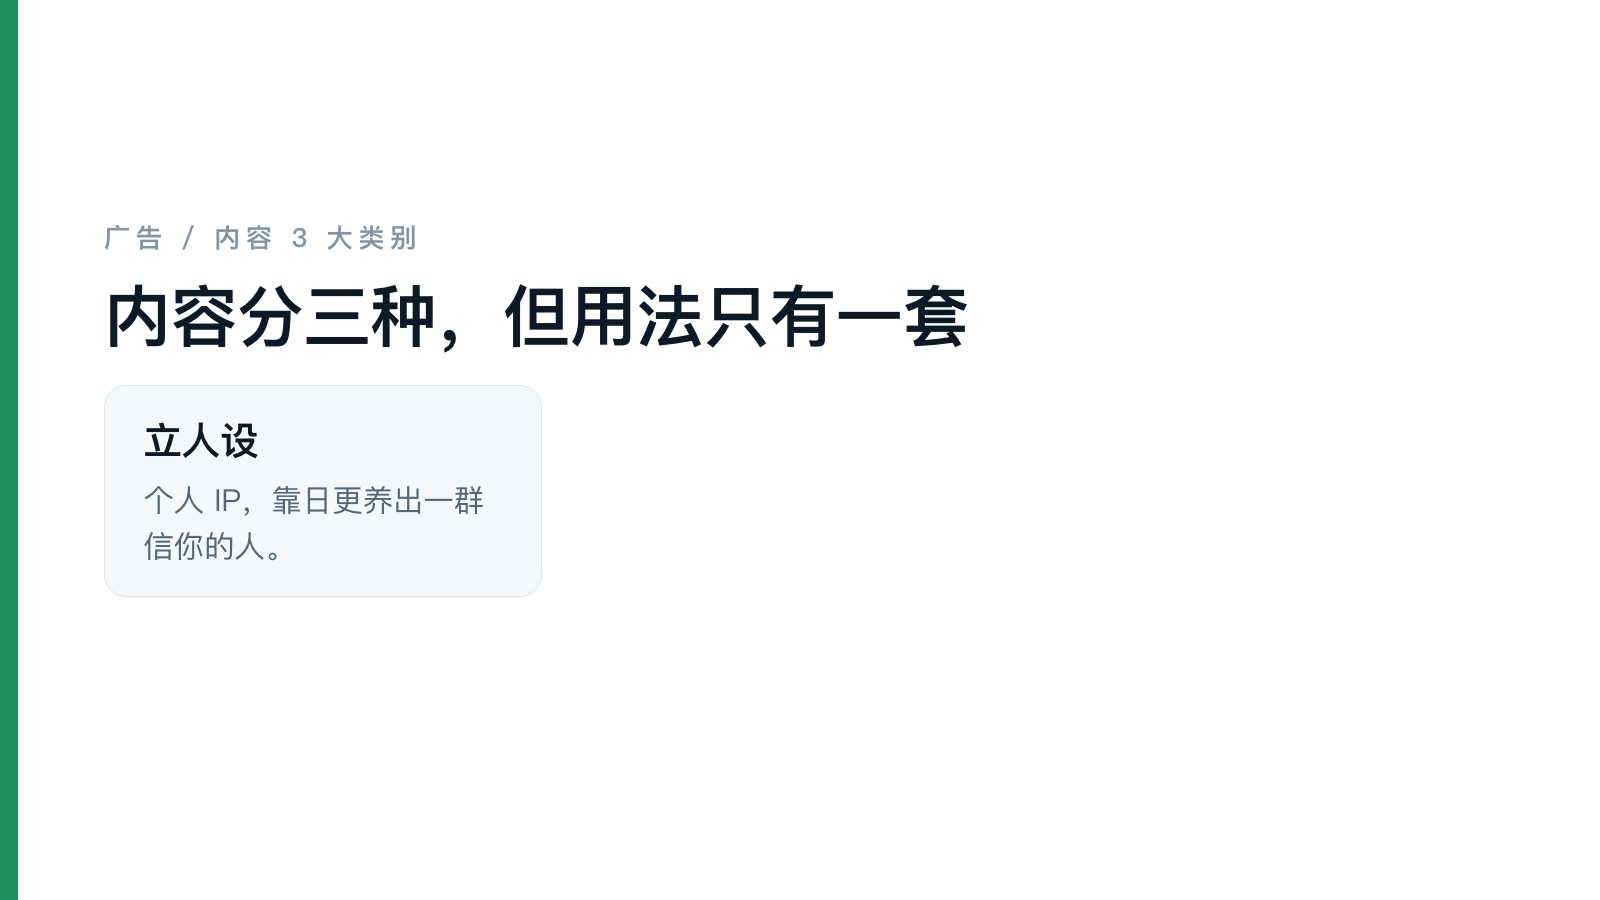 广告 / 内容 3 大类别
内容分三种，但用法只有一套
立人设
个人 IP，靠日更养出一群
信你的人。